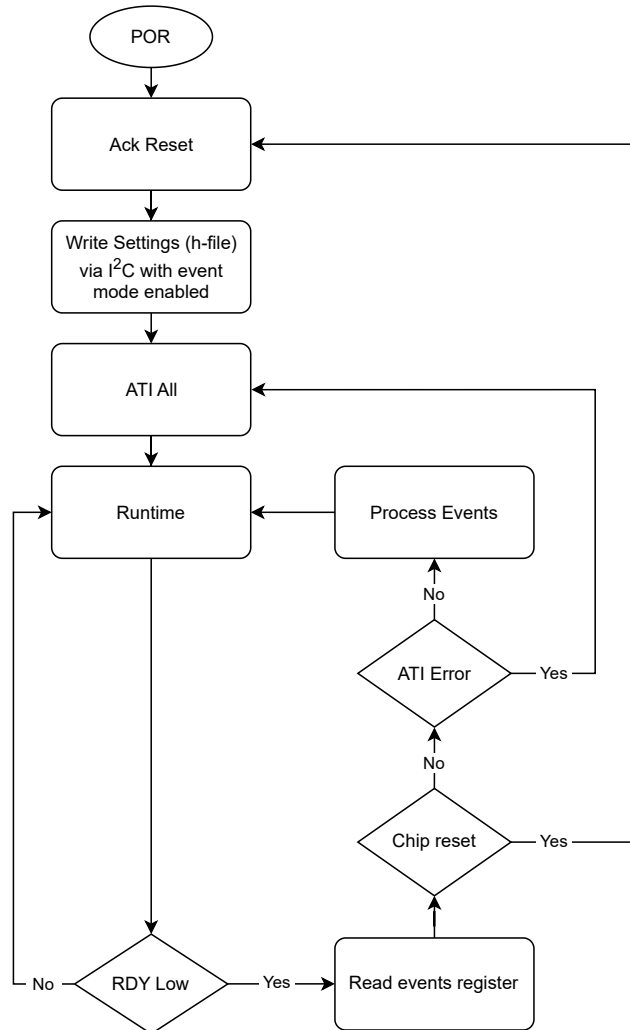 POR
Ack Reset
Write Settings (h-file)
via I²C with event
mode enabled
ATI All
Runtime
Process Events
No
ATI Error
Yes
No
Chip reset
Yes
No
RDY Low
Yes
Read events register